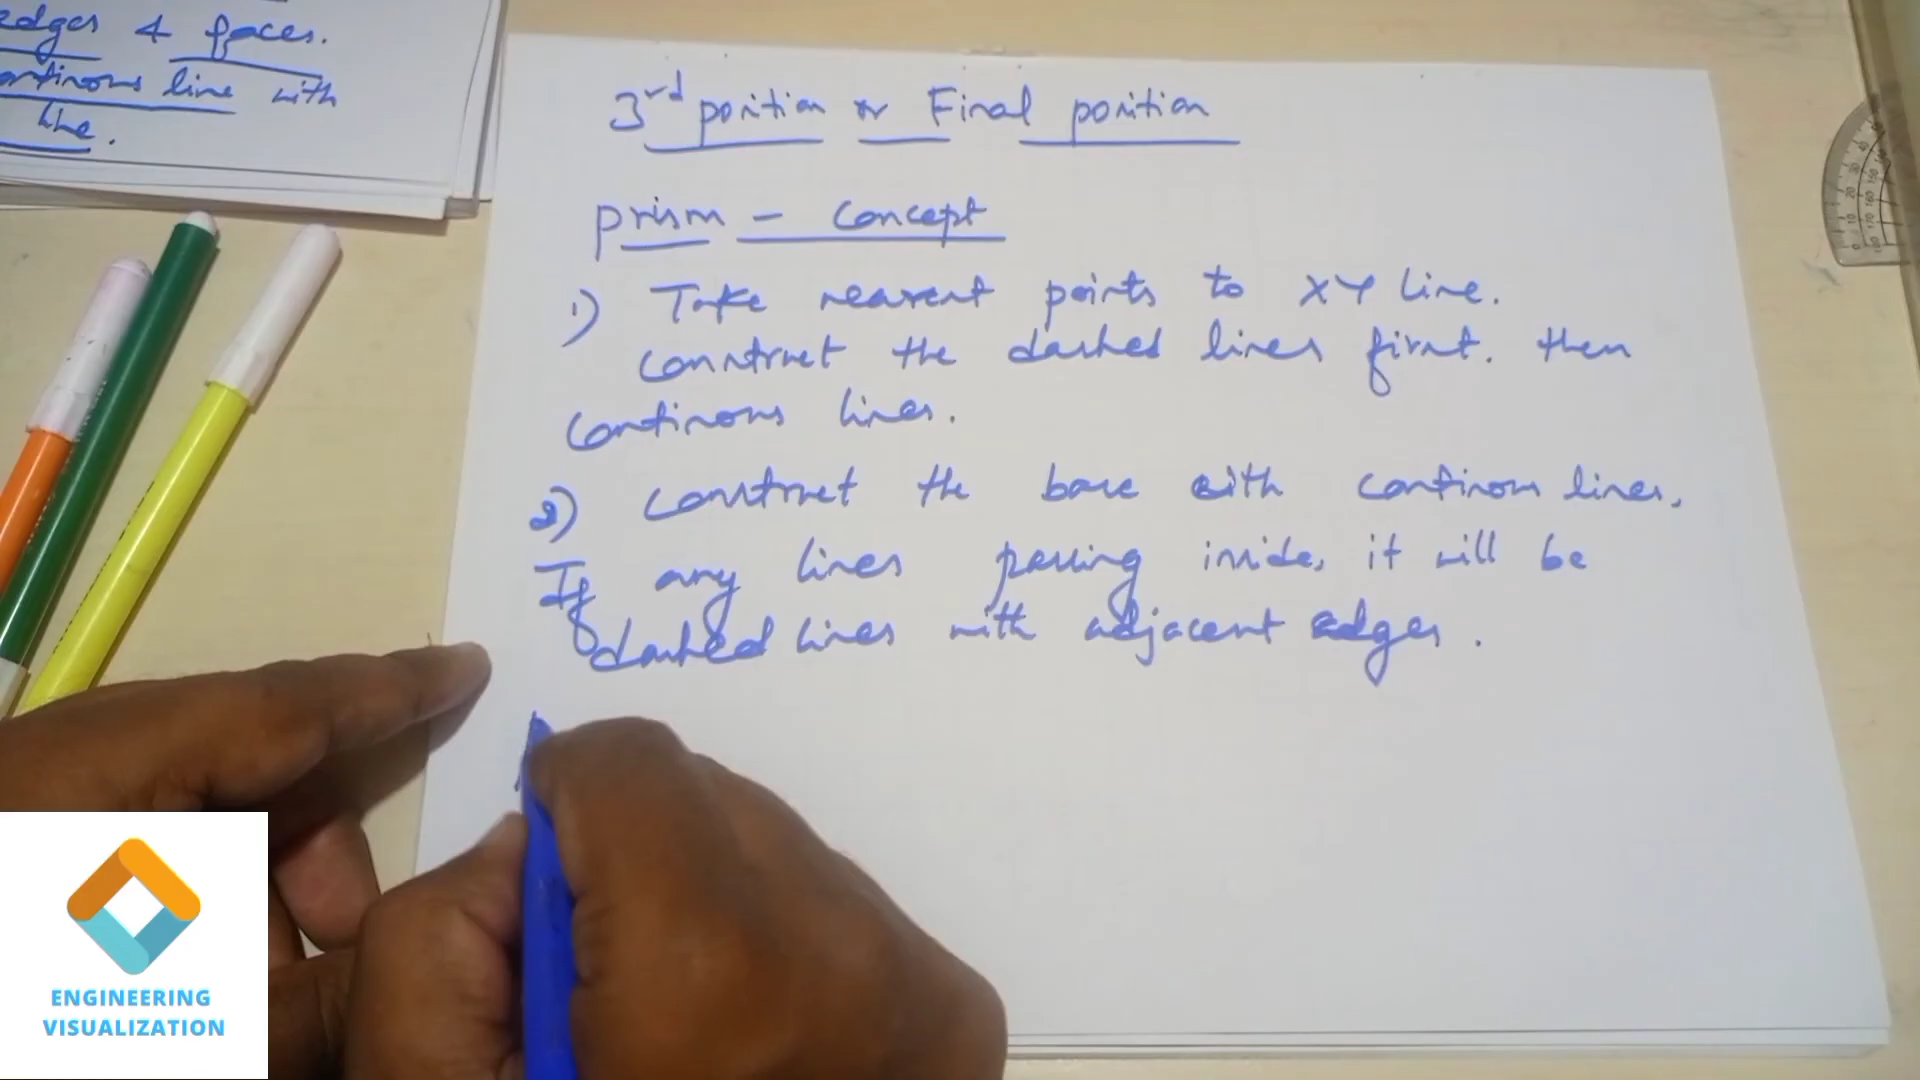 edges & faces.
continous line with
line.
3rd position or Final position
prism - concept
1) Take nearest points to XY line.
construct the dashed lines first. then
continous lines.
2) construct the base with continous lines.
If any lines passing inside, it will be
dashed lines with adjacent edges.
ENGINEERING
VISUALIZATION